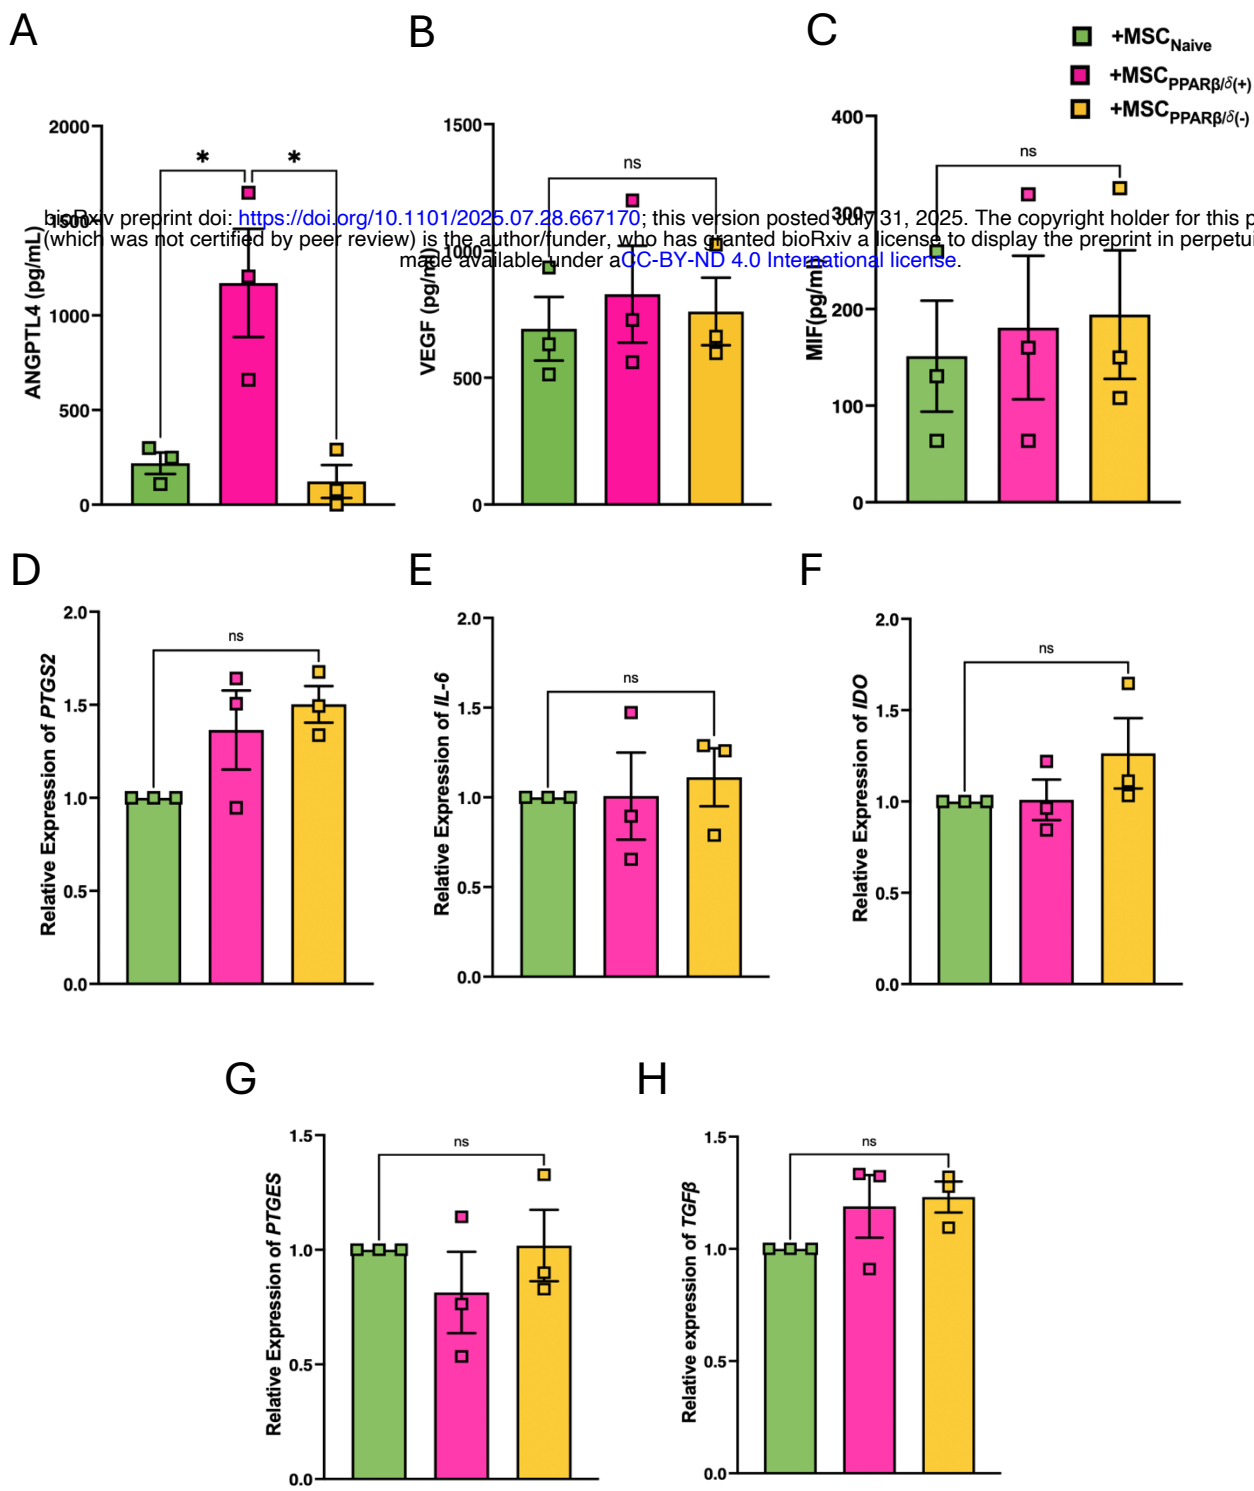 A
B
C
+MSCNaive
+MSCPPARβ/δ(+)
+MSCPPARβ/δ(-)
2000
1500
1000
500
0
ANGPTL4 (pg/mL)
*
*
1500
1000
500
0
VEGF (pg/ml)
ns
400
300
200
100
0
MIF(pg/ml)
ns
bioRxiv preprint doi: https://doi.org/10.1101/2025.07.28.667170; this version posted July 31, 2025. The copyright holder for this p
(which was not certified by peer review) is the author/funder, who has granted bioRxiv a license to display the preprint in perpetui
made available under aCC-BY-ND 4.0 International license.
D
E
F
2.0
1.5
1.0
0.5
0.0
Relative Expression of PTGS2
ns
2.0
1.5
1.0
0.5
0.0
Relative Expression of IL-6
ns
2.0
1.5
1.0
0.5
0.0
Relative Expression of IDO
ns
G
H
1.5
1.0
0.5
0.0
Relative Expression of PTGES
ns
1.5
1.0
0.5
0.0
Relative expression of TGFβ
ns